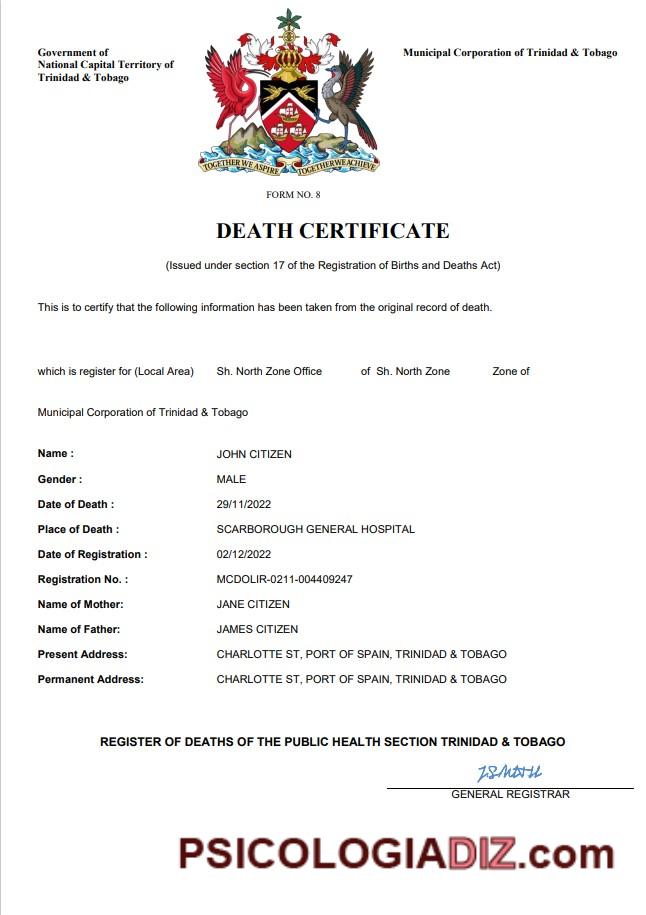 Government of
National Capital Territory of
Trinidad & Tobago
Municipal Corporation of Trinidad & Tobago
TOGETHER WE ASPIRE TOGETHER WE ACHIEVE
FORM NO. 8
DEATH CERTIFICATE
(Issued under section 17 of the Registration of Births and Deaths Act)
This is to certify that the following information has been taken from the original record of death.
which is register for (Local Area) Sh. North Zone Office of Sh. North Zone Zone of
Municipal Corporation of Trinidad & Tobago
Name : JOHN CITIZEN
Gender : MALE
Date of Death : 29/11/2022
Place of Death : SCARBOROUGH GENERAL HOSPITAL
Date of Registration : 02/12/2022
Registration No. : MCDOLIR-0211-004409247
Name of Mother: JANE CITIZEN
Name of Father: JAMES CITIZEN
Present Address: CHARLOTTE ST, PORT OF SPAIN, TRINIDAD & TOBAGO
Permanent Address: CHARLOTTE ST, PORT OF SPAIN, TRINIDAD & TOBAGO
REGISTER OF DEATHS OF THE PUBLIC HEALTH SECTION TRINIDAD & TOBAGO
GENERAL REGISTRAR
PSICOLOGIADIZ.com